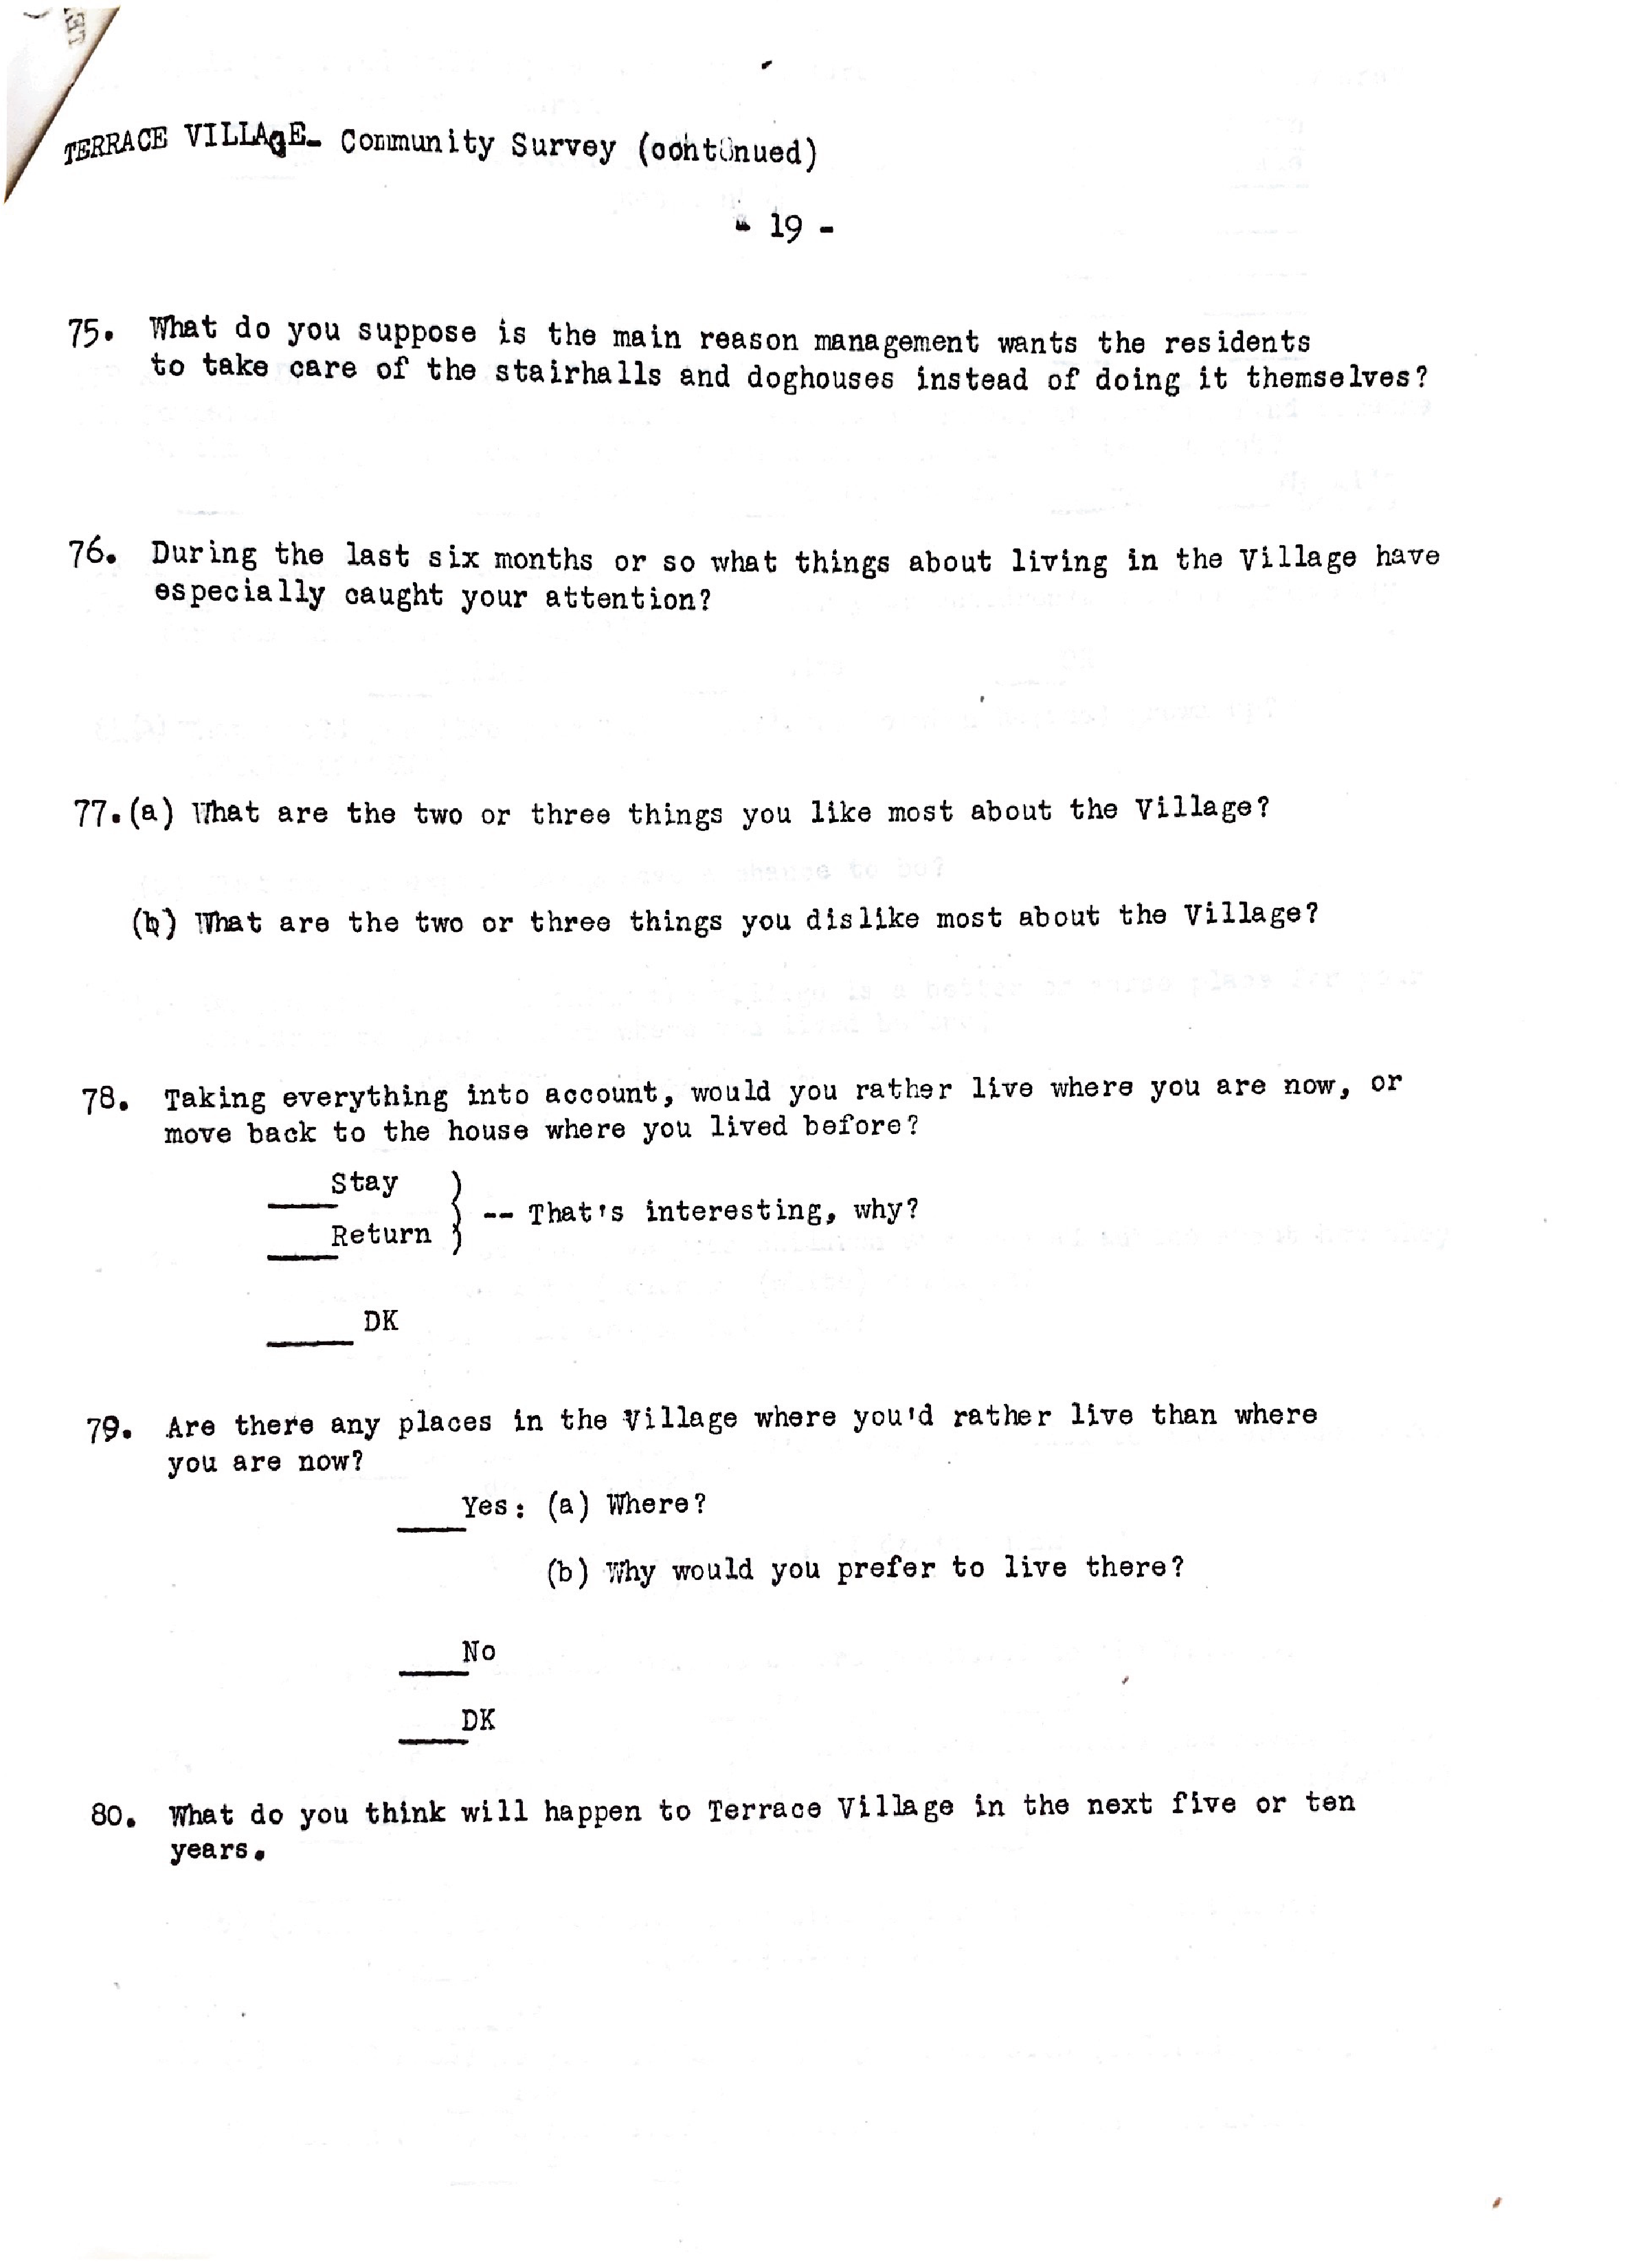 TERRACE VILLAGE- Community Survey (continued)
- 19 -
75. What do you suppose is the main reason management wants the residents
to take care of the stairhalls and doghouses instead of doing it themselves?
76. During the last six months or so what things about living in the Village have
especially caught your attention?
77.(a) What are the two or three things you like most about the Village?
(b) What are the two or three things you dislike most about the Village?
78. Taking everything into account, would you rather live where you are now, or
move back to the house where you lived before?
____Stay
____Return } -- That's interesting, why?
_____ DK
79. Are there any places in the Village where you'd rather live than where
you are now?
____Yes: (a) Where?
(b) Why would you prefer to live there?
____No
____DK
80. What do you think will happen to Terrace Village in the next five or ten
years.